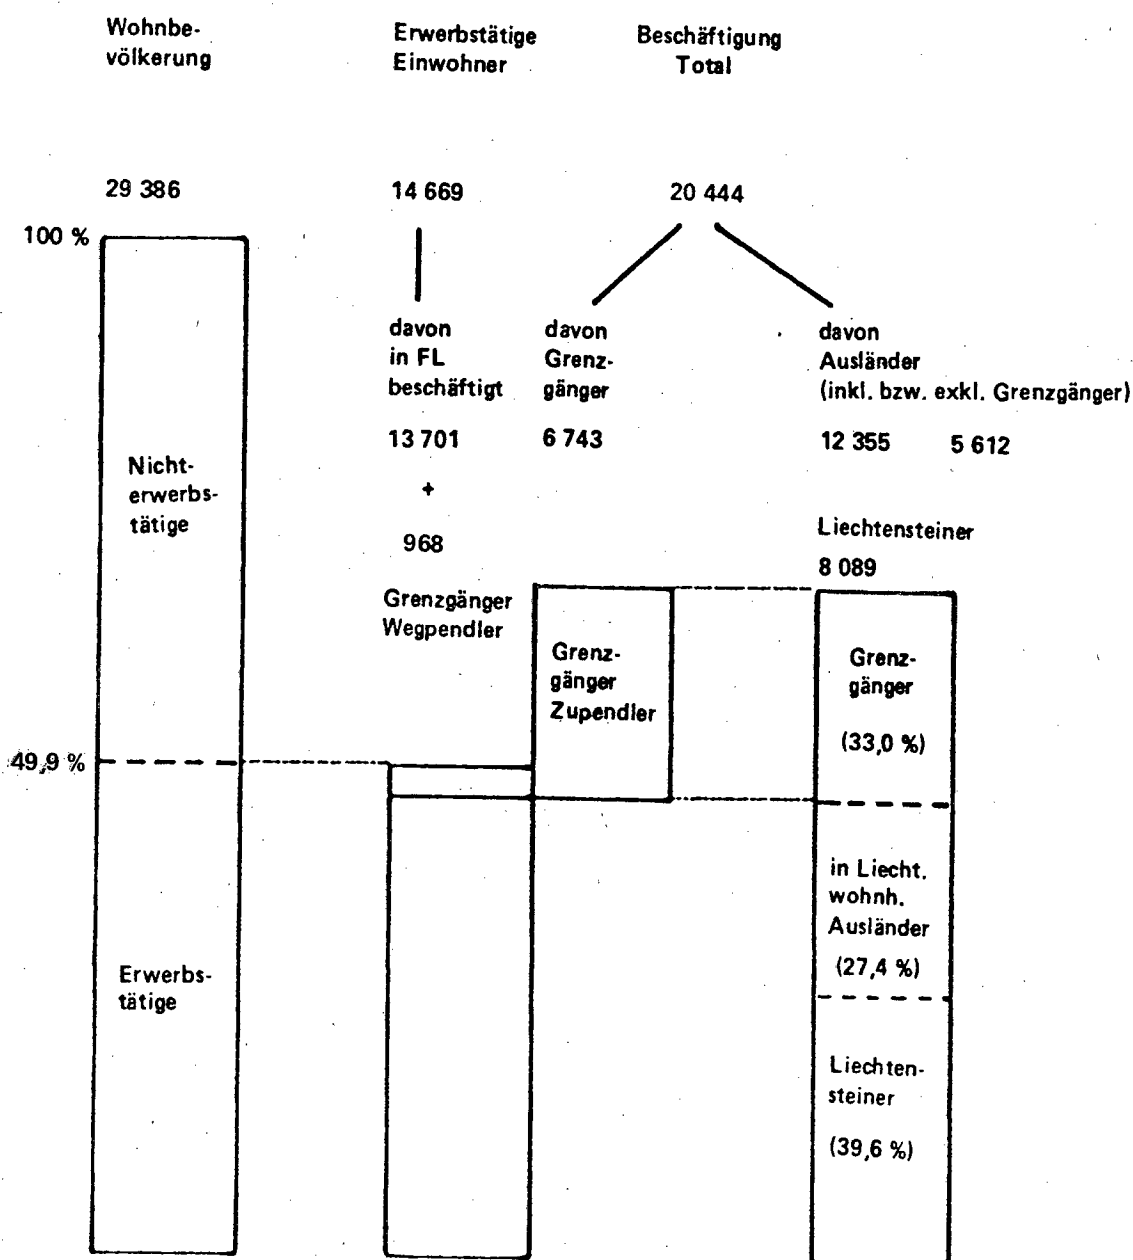 Wohnbe-
völkerung
Erwerbstätige
Einwohner
Beschäftigung
Total
29 386
14 669
20 444
100 %
davon
in FL
beschäftigt
13 701
+
968
Grenzgänger
Wegpendler
davon
Grenz-
gänger
6 743
davon
Ausländer
(inkl. bzw. exkl. Grenzgänger)
12 355 5 612
Liechtensteiner
8 089
Nicht-
erwerbs-
tätige
49,9 %
Erwerbs-
tätige
Grenz-
gänger
Zupendler
Grenz-
gänger
(33,0 %)
in Liecht.
wohnh.
Ausländer
(27,4 %)
Liechten-
steiner
(39,6 %)